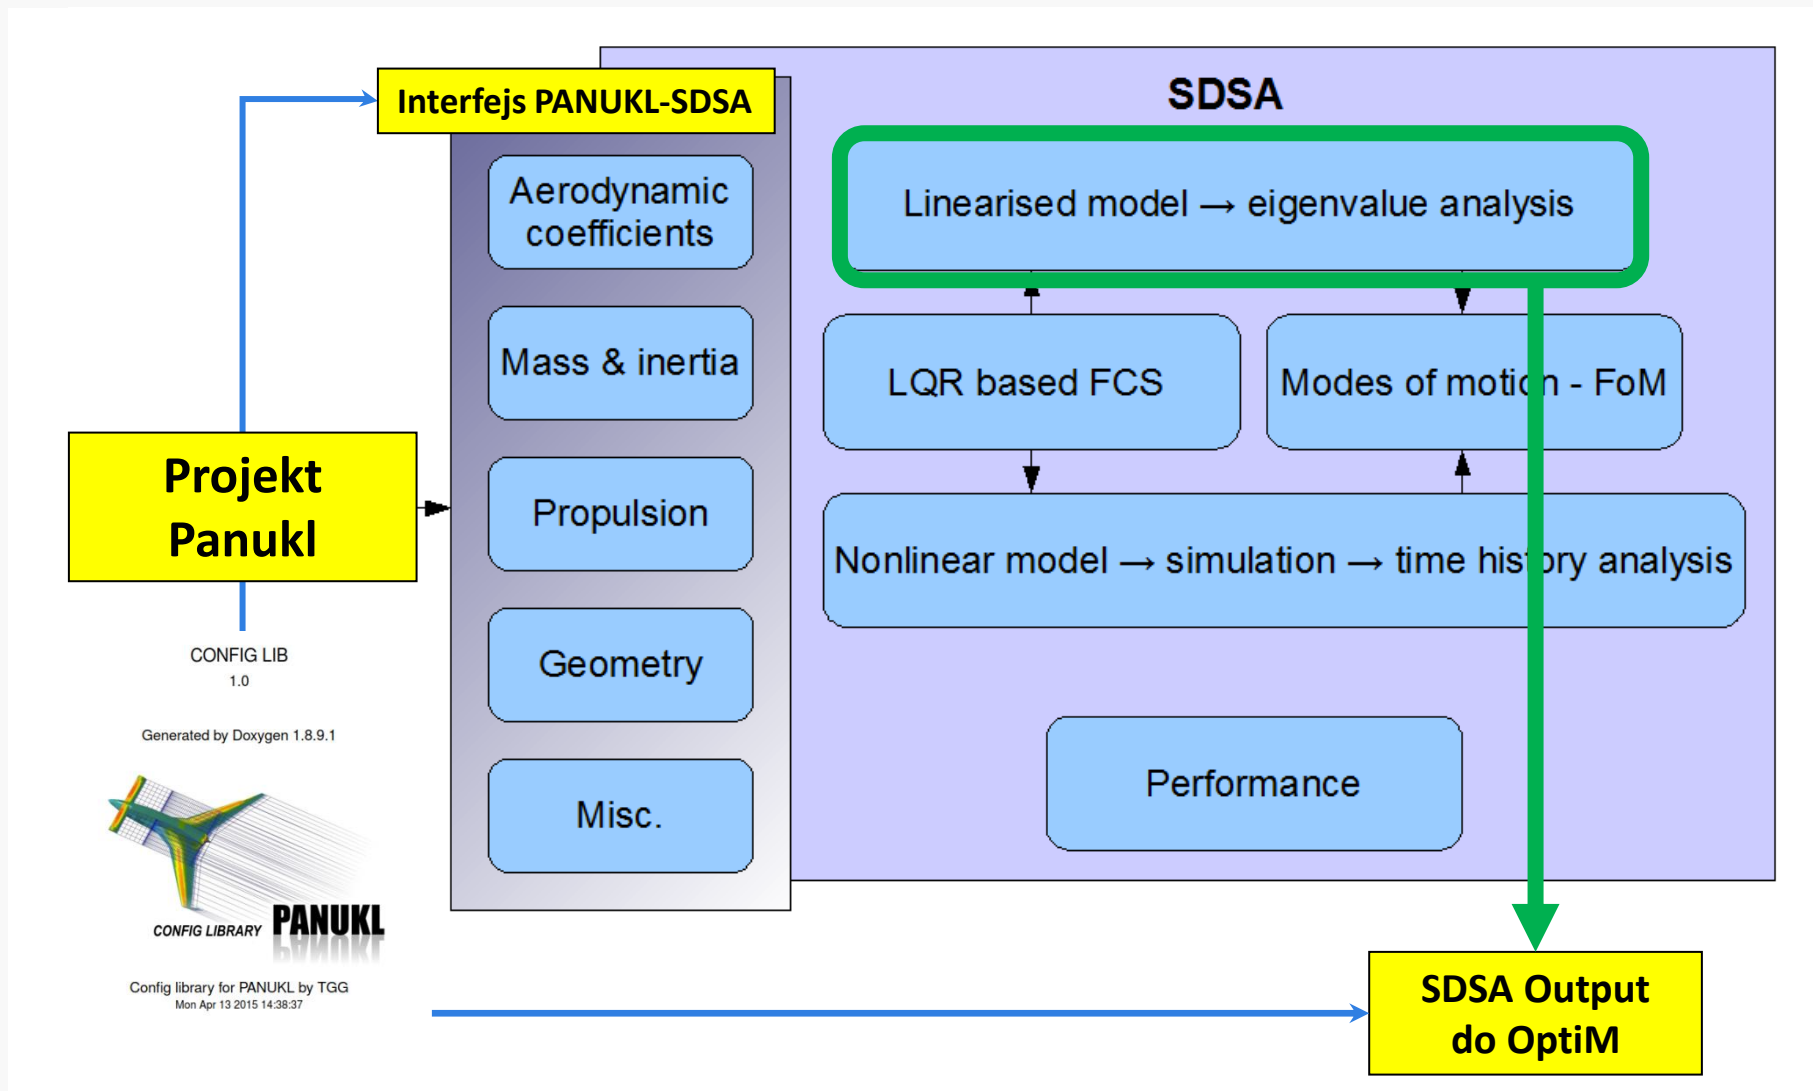 Interfejs PANUKL-SDSA
SDSA
Aerodynamic
coefficients
Mass & inertia
Propulsion
Geometry
Misc.
Linearised model → eigenvalue analysis
LQR based FCS
Modes of motion - FoM
Nonlinear model → simulation → time history analysis
Performance
Projekt
Panukl
CONFIG LIB
1.0
Generated by Doxygen 1.8.9.1
CONFIG LIBRARY PANUKL
Config library for PANUKL by TGG
Mon Apr 13 2015 14:38:37
SDSA Output
do OptiM